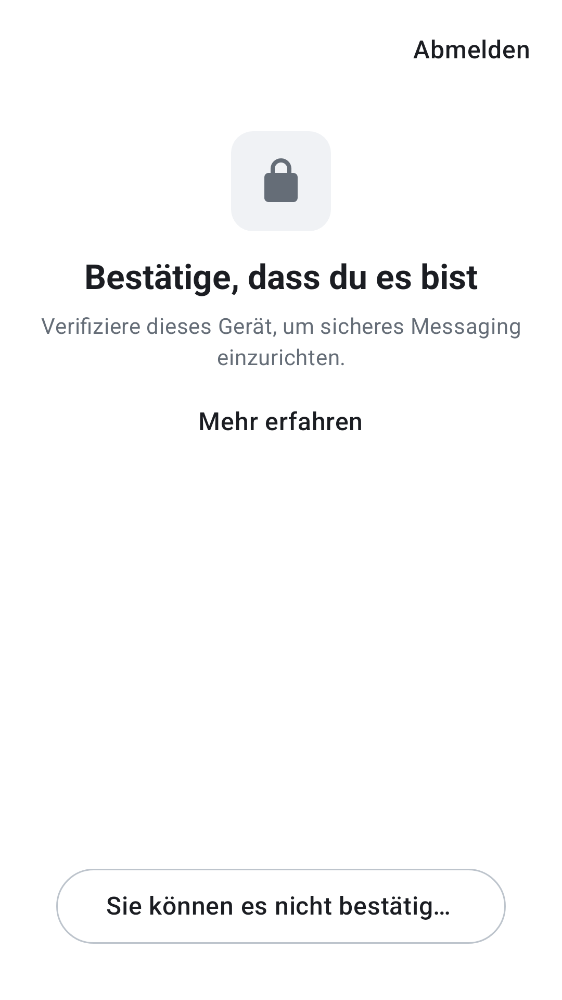 Abmelden
Bestätige, dass du es bist
Verifiziere dieses Gerät, um sicheres Messaging
einzurichten.
Mehr erfahren
Sie können es nicht bestätig…